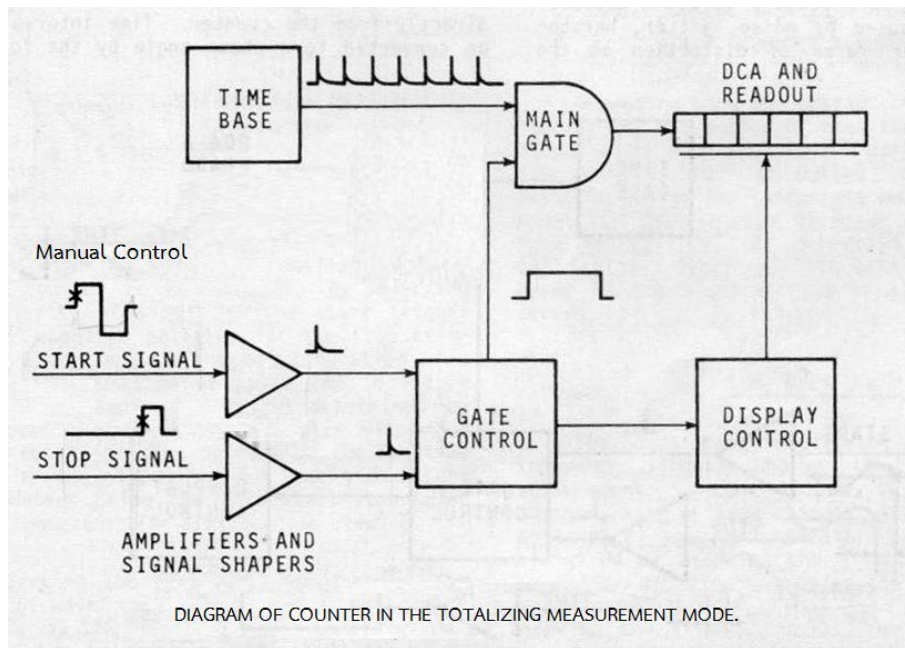 TIME
BASE
MAIN
GATE
DCA AND
READOUT
Manual Control
START SIGNAL
STOP SIGNAL
GATE
CONTROL
DISPLAY
CONTROL
AMPLIFIERS AND
SIGNAL SHAPERS
DIAGRAM OF COUNTER IN THE TOTALIZING MEASUREMENT MODE.